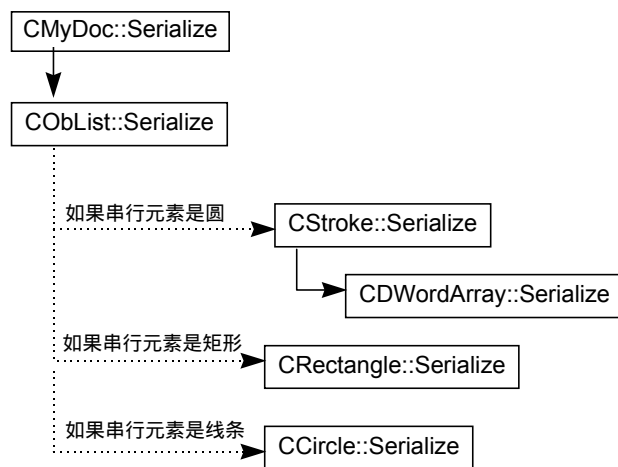 CMyDoc::Serialize
CObList::Serialize
如果串行元素是圆
CStroke::Serialize
CDWordArray::Serialize
如果串行元素是矩形
CRectangle::Serialize
如果串行元素是线条
CCircle::Serialize